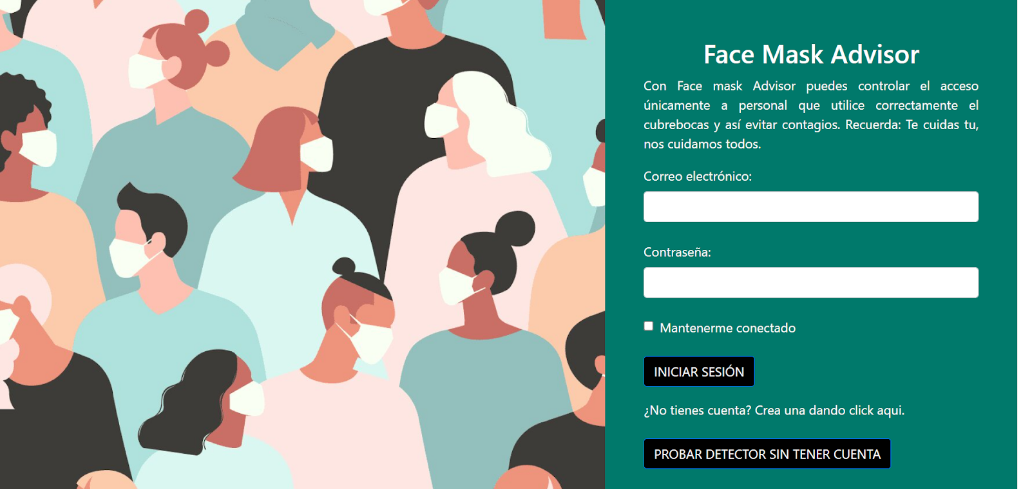 Face Mask Advisor
Con Face mask Advisor puedes controlar el acceso
únicamente a personal que utilice correctamente el
cubrebocas y así evitar contagios. Recuerda: Te cuidas tu,
nos cuidamos todos.
Correo electrónico:
Contraseña:
Mantenerme conectado
INICIAR SESIÓN
¿No tienes cuenta? Crea una dando click aqui.
PROBAR DETECTOR SIN TENER CUENTA